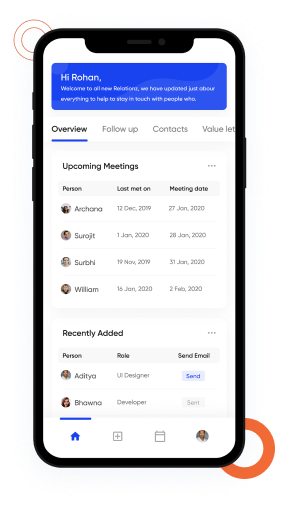 Hi Rohan,
Welcome to all new Relationz, we have updated just abour
everything to help to stay in touch with people who.
Overview Follow up Contacts Value let
Upcoming Meetings ...
Person Last met on Meeting date
Archana 12 Dec, 2019 27 Jan, 2020
Surojit 1 Jan, 2020 28 Jan, 2020
Surbhi 19 Nov, 2019 31 Jan, 2020
William 16 Jan, 2020 2 Feb, 2020
Recently Added ...
Person Role Send Email
Aditya UI Designer Send
Bhawna Developer Sent